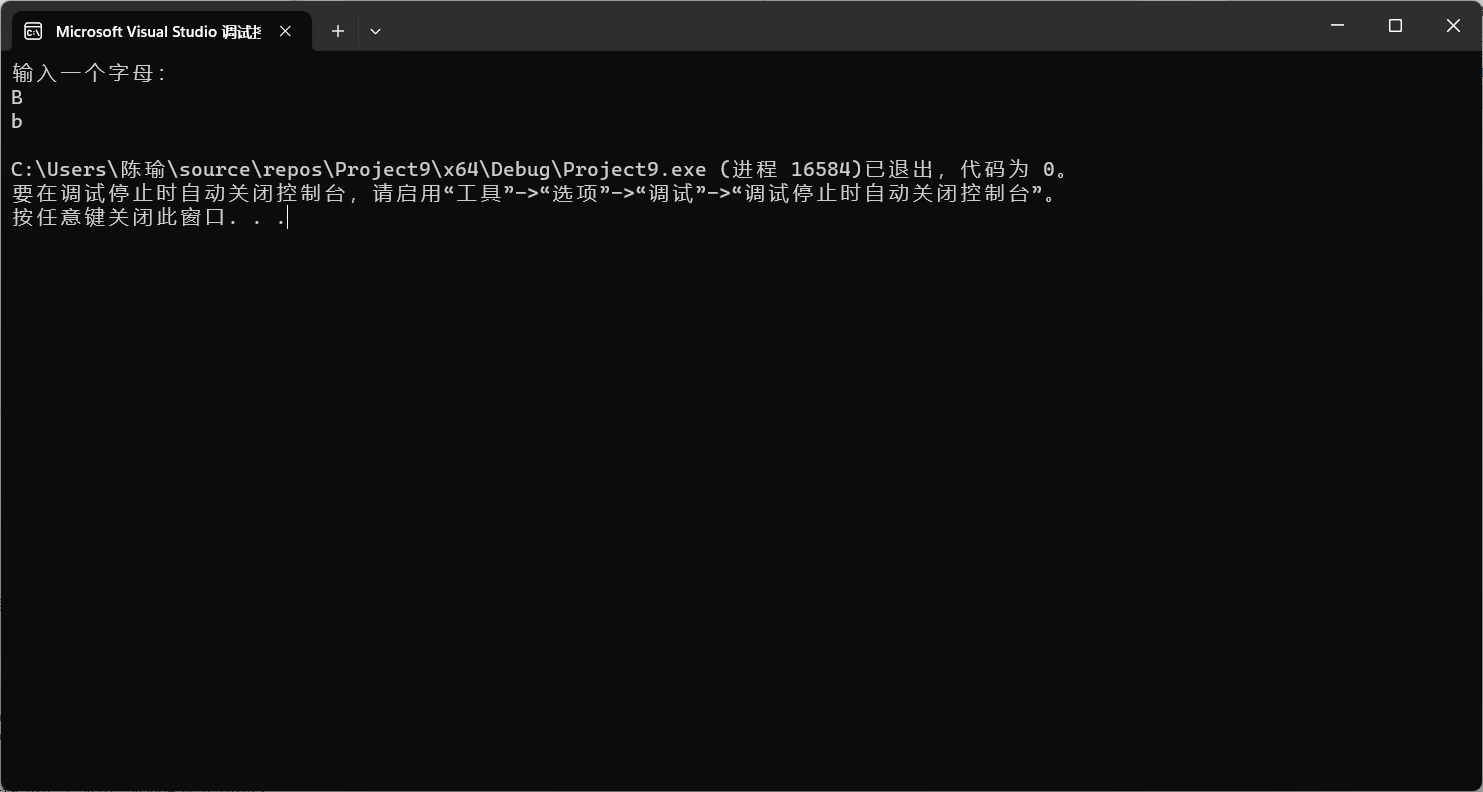 Microsoft Visual Studio 调试
输入一个字母：
B
b
C:\Users\陈瑜\source\repos\Project9\x64\Debug\Project9.exe (进程 16584)已退出，代码为 0。
要在调试停止时自动关闭控制台，请启用“工具”->“选项”->“调试”->“调试停止时自动关闭控制台”。
按任意键关闭此窗口. . .